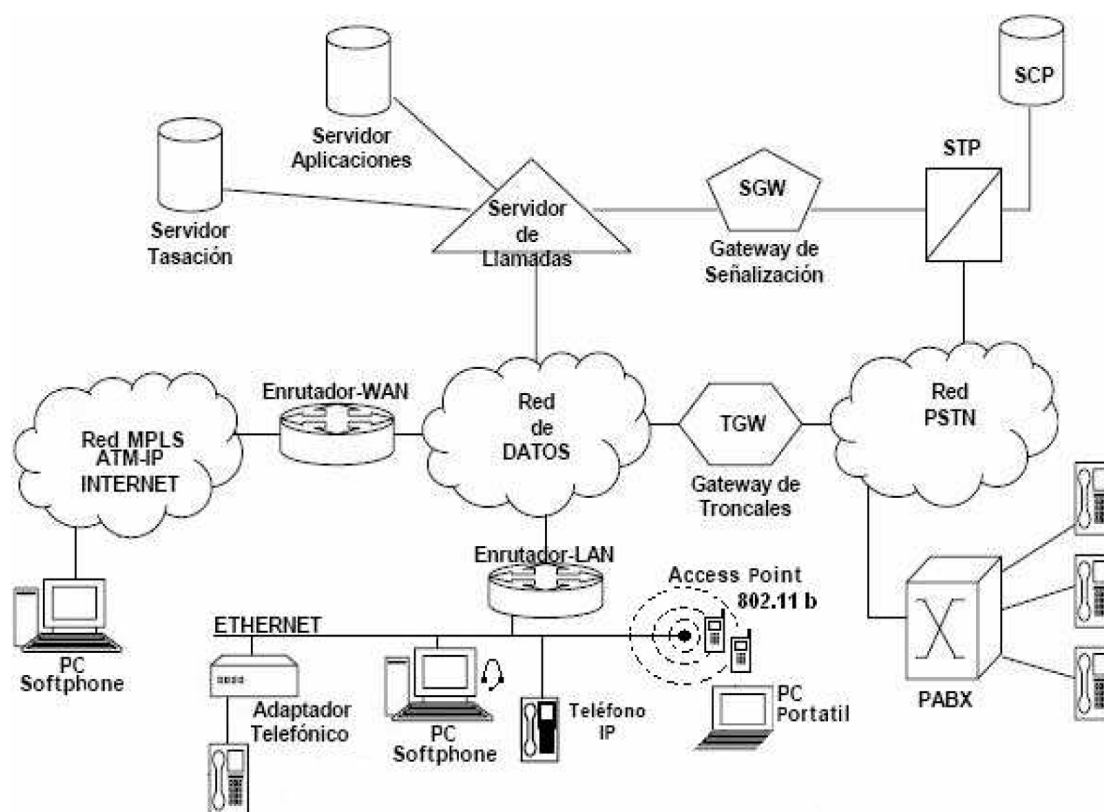 SCP
Servidor
Aplicaciones
STP
SGW
Servidor
Tasación
Servidor
de
Llamadas
Gateway de
Señalización
Enrutador-WAN
Red MPLS
ATM-IP
INTERNET
Red
de
DATOS
TGW
Gateway de
Troncales
Red
PSTN
Enrutador-LAN
Access Point
802.11 b
ETHERNET
PC
Softphone
Adaptador
Telefónico
PC
Softphone
Teléfono
IP
PC
Portatil
PABX